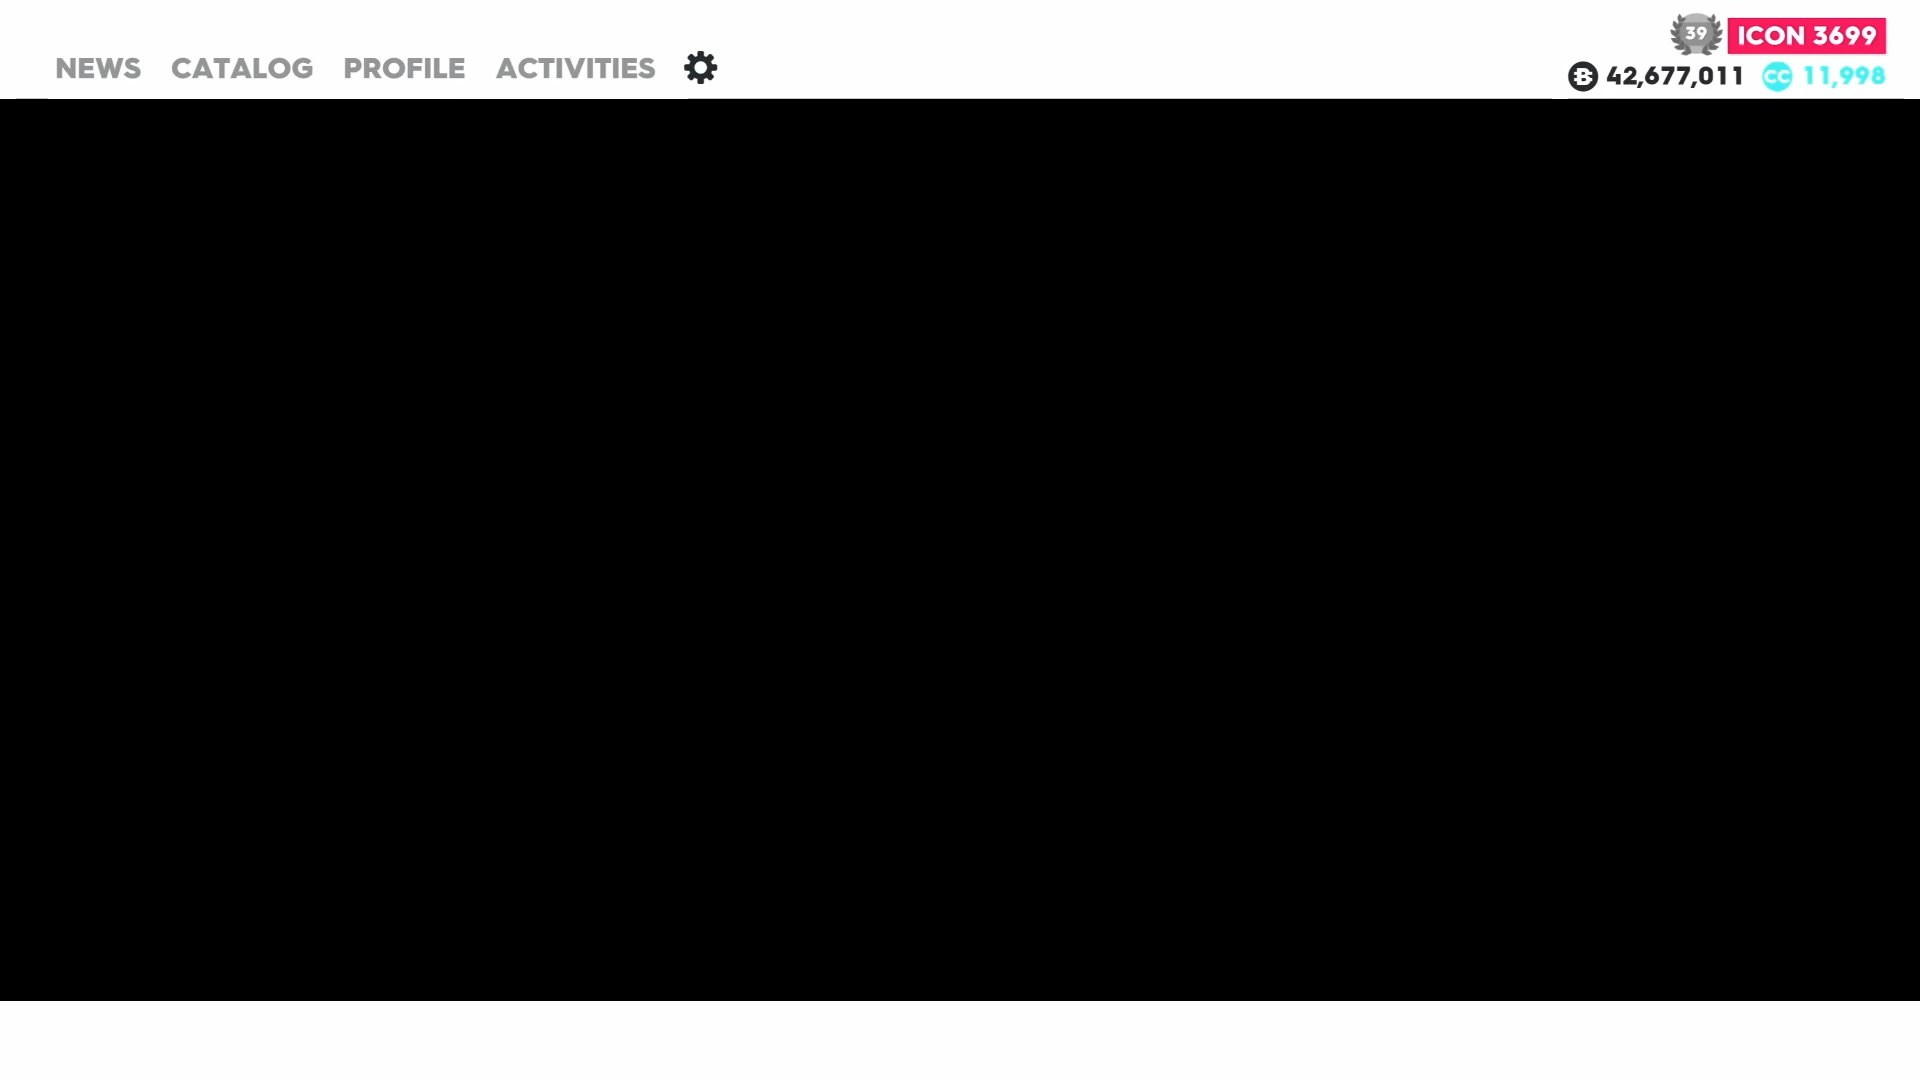 39 ICON 3699
NEWS CATALOG PROFILE ACTIVITIES
B 42,677,011 CC 11,998